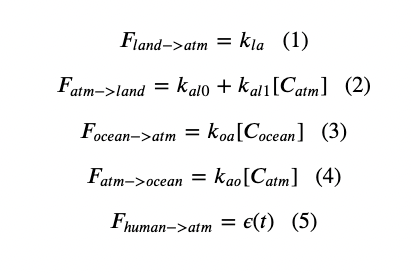 F_{land->atm} = k_{la} (1)
F_{atm->land} = k_{al0} + k_{al1}[C_{atm}] (2)
F_{ocean->atm} = k_{oa}[C_{ocean}] (3)
F_{atm->ocean} = k_{ao}[C_{atm}] (4)
F_{human->atm} = ϵ(t) (5)